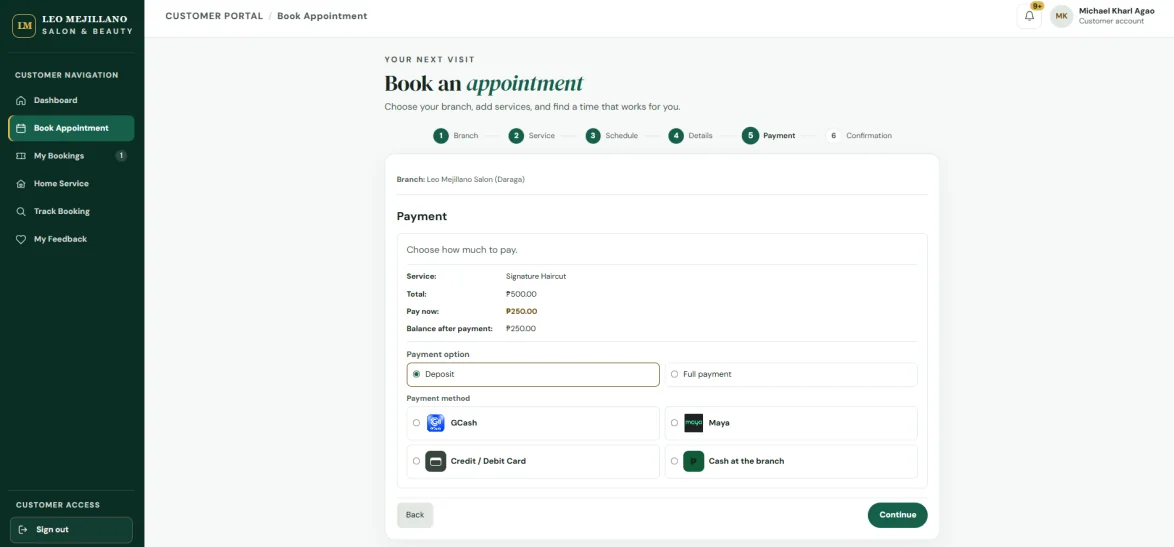 LM
LEO MEJILLANO
SALON & BEAUTY
CUSTOMER NAVIGATION
Dashboard
Book Appointment
My Bookings 1
Home Service
Track Booking
My Feedback
CUSTOMER ACCESS
Sign out
CUSTOMER PORTAL / Book Appointment
9+
MK
Michael Kharl Agao
Customer account
YOUR NEXT VISIT
Book an appointment
Choose your branch, add services, and find a time that works for you.
1 Branch 2 Service 3 Schedule 4 Details 5 Payment 6 Confirmation
Branch: Leo Mejillano Salon (Daraga)
Payment
Choose how much to pay.
Service: Signature Haircut
Total: ₱500.00
Pay now: ₱250.00
Balance after payment: ₱250.00
Payment option
Deposit Full payment
Payment method
GCash maya Maya
Credit / Debit Card Cash at the branch
Back Continue